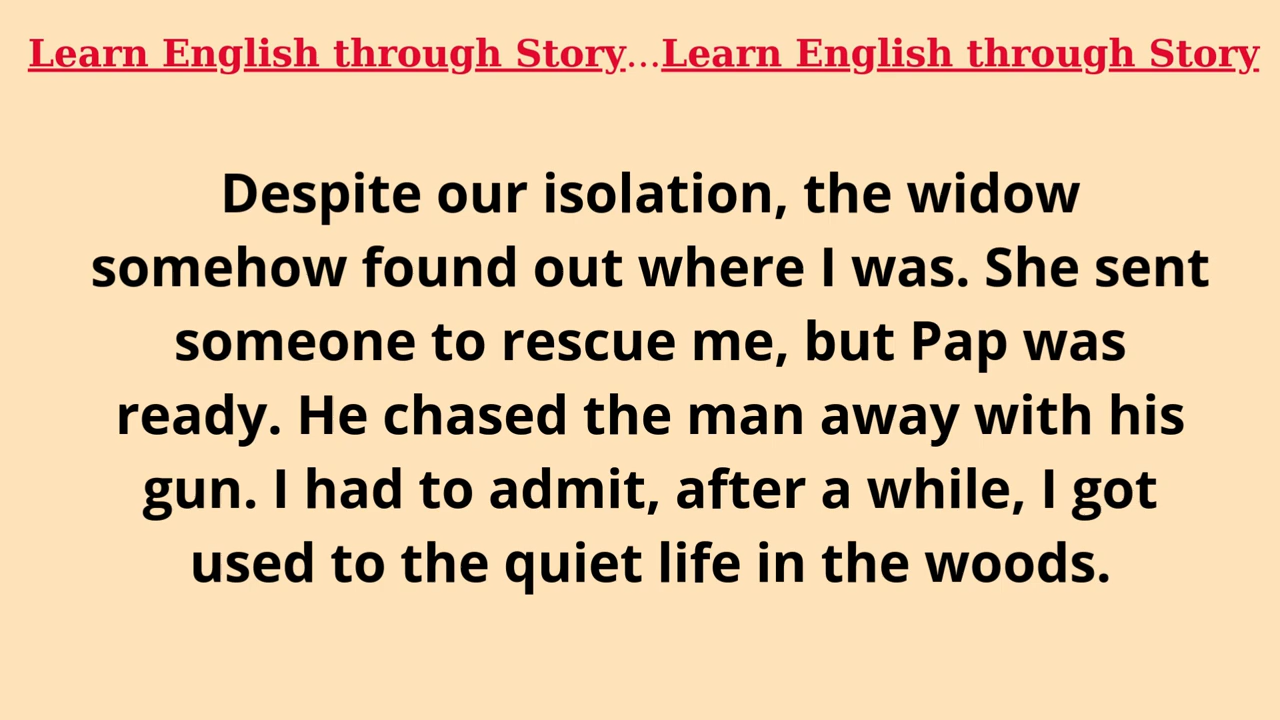 Learn English through Story...Learn English through Story
Despite our isolation, the widow
somehow found out where I was. She sent
someone to rescue me, but Pap was
ready. He chased the man away with his
gun. I had to admit, after a while, I got
used to the quiet life in the woods.